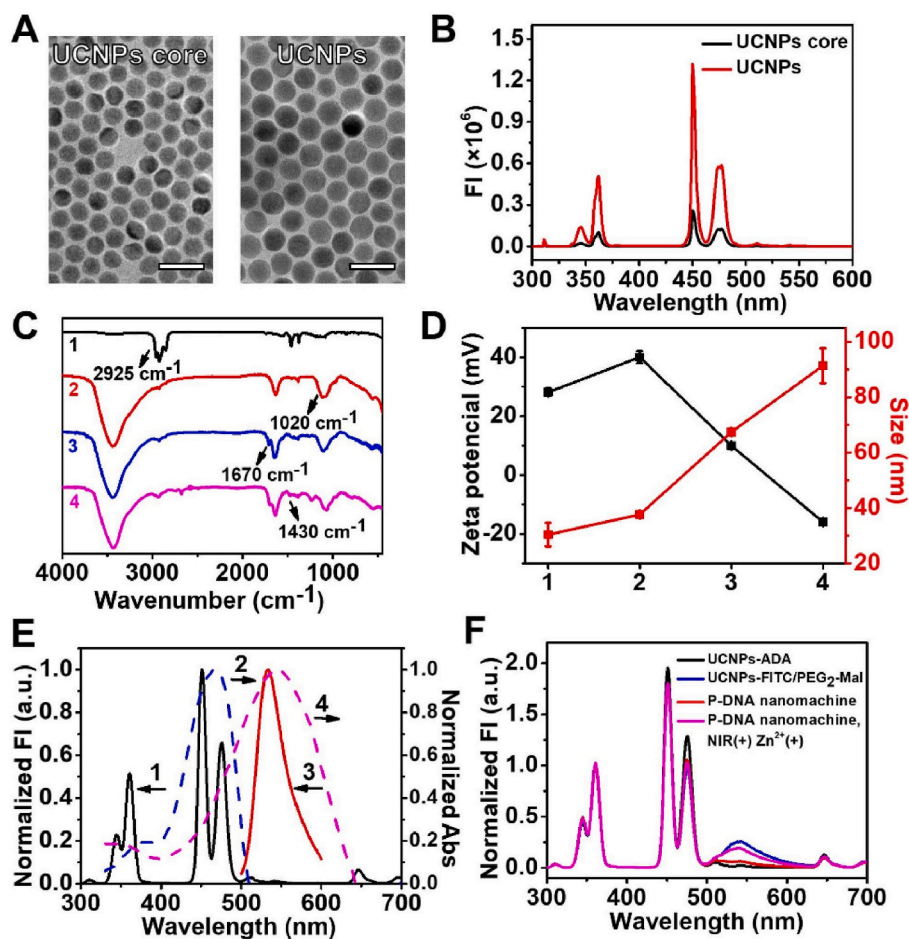 A
UCNPs core
UCNPs
B
FI (×10⁶)
1.5
1.2
0.9
0.6
0.3
0.0
UCNPs core
UCNPs
300 350 400 450 500 550 600
Wavelength (nm)
C
1
2925 cm⁻¹
2
1020 cm⁻¹
3
1670 cm⁻¹
4
1430 cm⁻¹
4000 3000 2000 1000
Wavenumber (cm⁻¹)
D
Zeta potencial (mV)
40
20
0
-20
100
80
60
40
20
Size (nm)
1 2 3 4
E
Normalized FI (a.u.)
1.0
0.8
0.6
0.4
0.2
0.0
1
2
4
3
1.0
0.8
0.6
0.4
0.2
0.0
Normalized Abs
300 400 500 600 700
Wavelength (nm)
F
Normalized FI (a.u.)
2.0
1.5
1.0
0.5
0.0
UCNPs-ADA
UCNPs-FITC/PEG₂-Mal
P-DNA nanomachine
P-DNA nanomachine,
NIR(+) Zn²⁺(+)
300 400 500 600 700
Wavelength (nm)